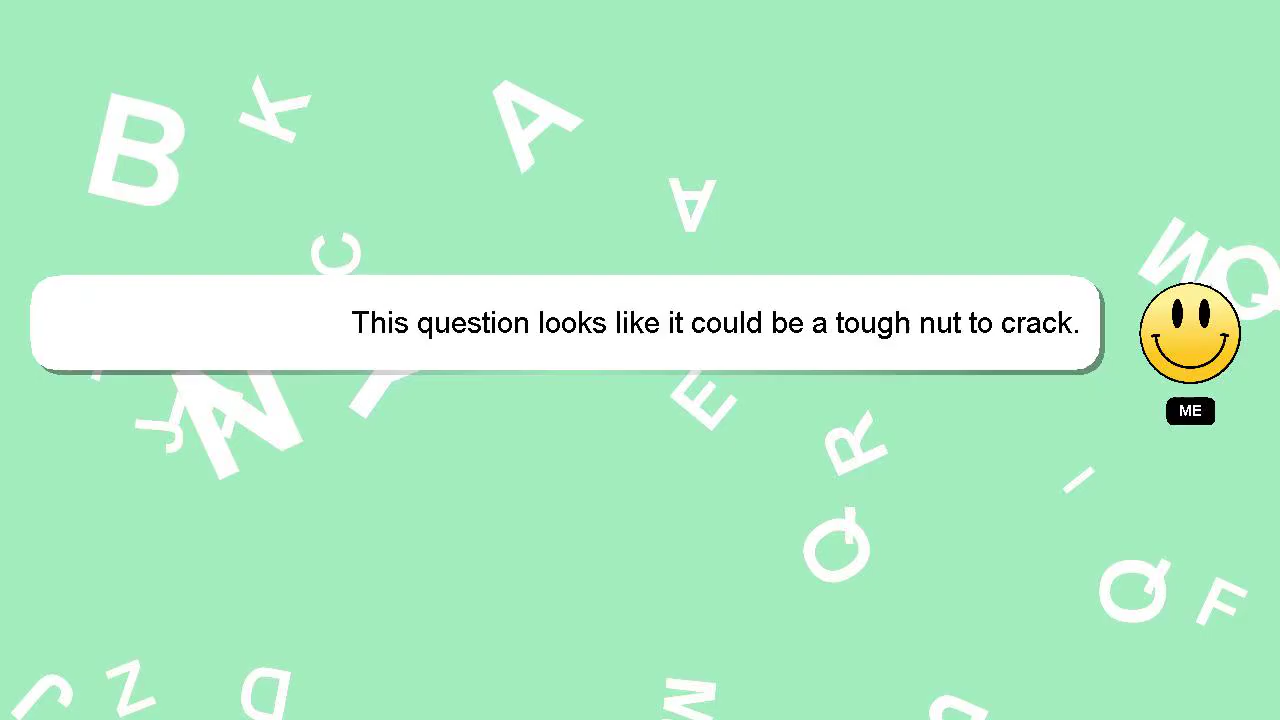 B
K
A
A
C
W
Q
This question looks like it could be a tough nut to crack.
ME
J
A
N
Y
E
R
I
Q
Q
F
J
Z
D
M